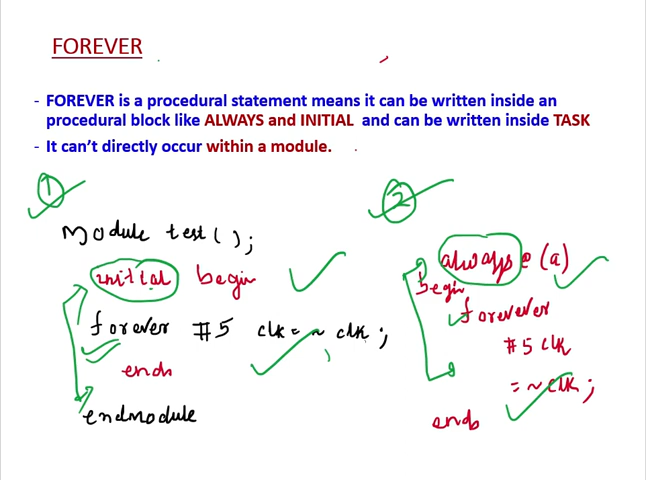 FOREVER
- FOREVER is a procedural statement means it can be written inside an
procedural block like ALWAYS and INITIAL and can be written inside TASK
- It can't directly occur within a module.
①
module test();
initial begin
forever #5 clk = ~ clk ;
end
endmodule
②
always @ (a)
begin
forever
#5 clk
= ~clk ;
end